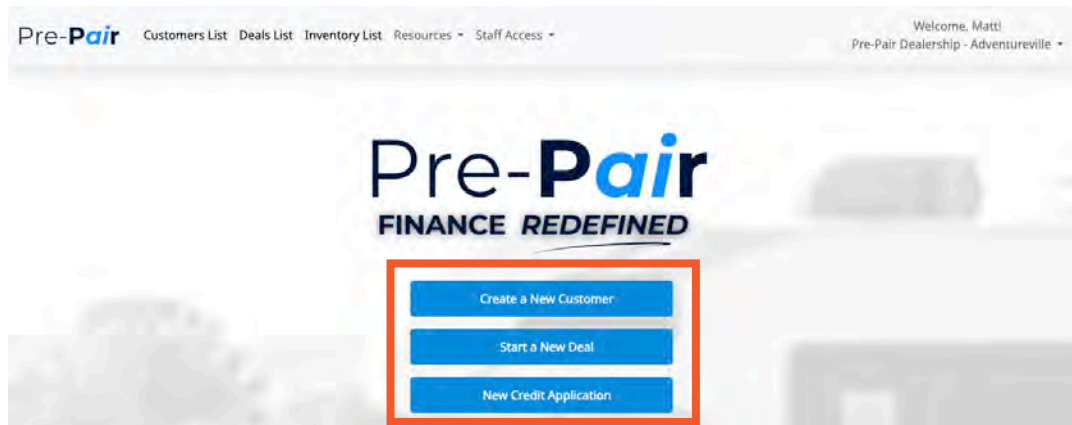 Pre-Pair Customers List Deals List Inventory List Resources Staff Access
Welcome, Matt!
Pre-Pair Dealership - Adventureville
Pre-Pair
FINANCE REDEFINED
Create a New Customer
Start a New Deal
New Credit Application